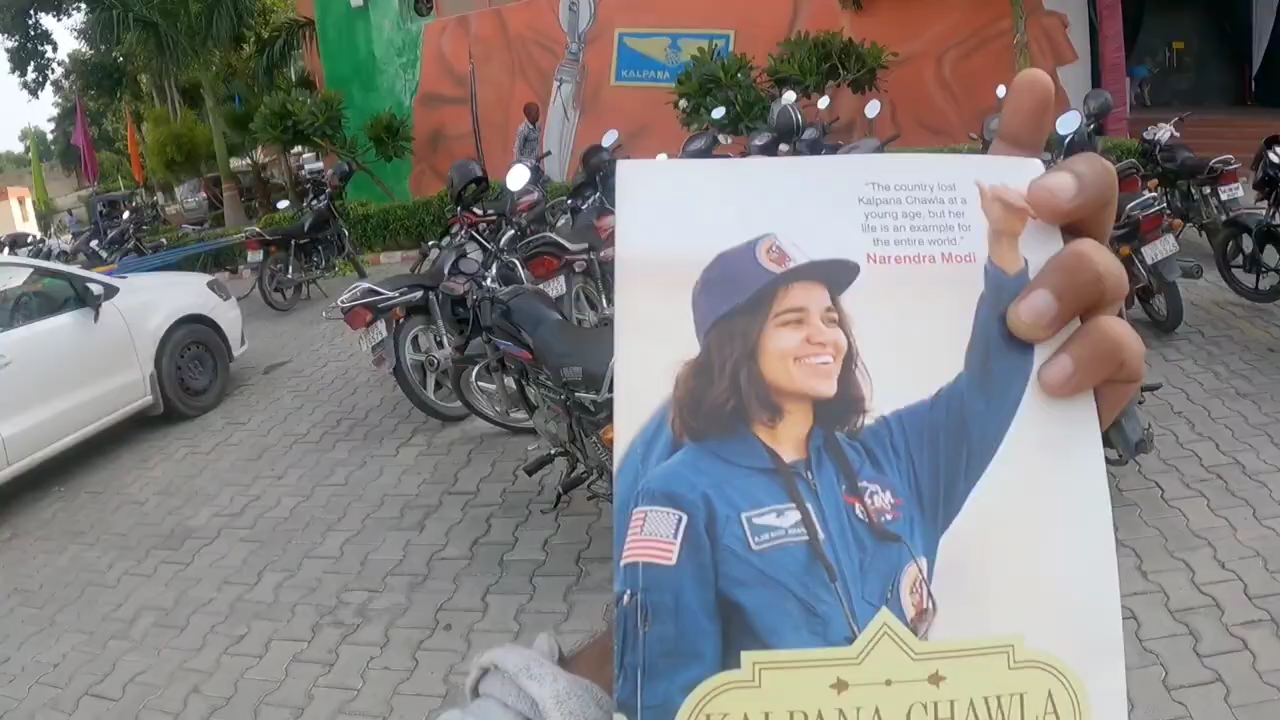 KALPANA
"The country lost
Kalpana Chawla at a
young age, but her
life is an example for
the entire world."
Narendra Modi
KALPANA CHAWLA